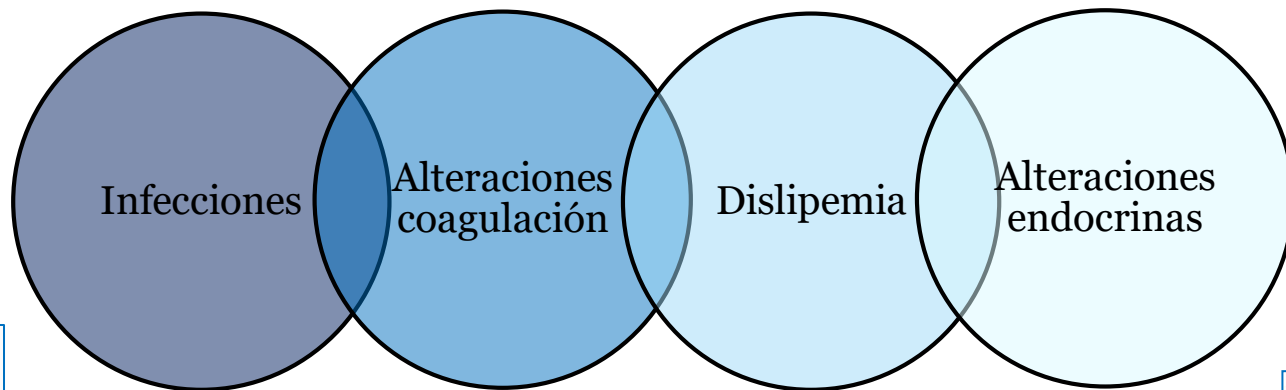 Infecciones
Alteraciones
coagulación
Dislipemia
Alteraciones
endocrinas